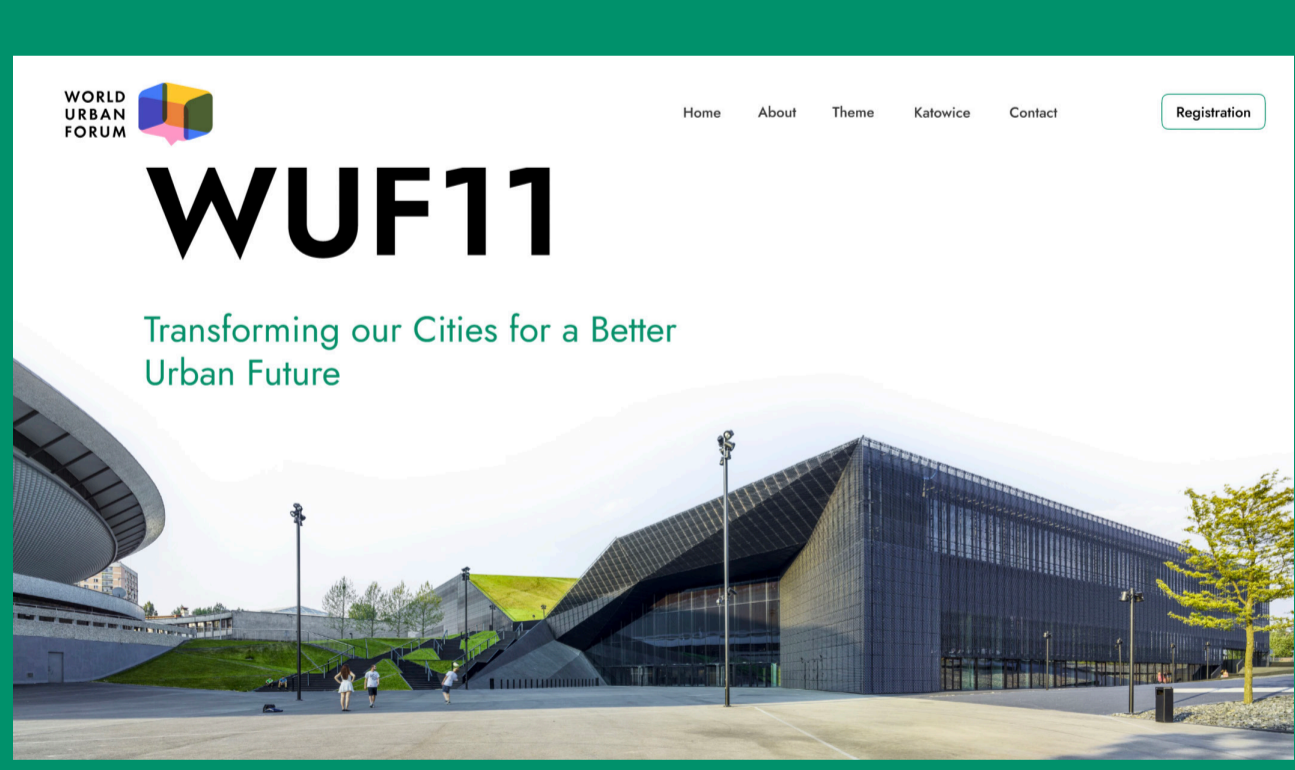 WORLD
URBAN
FORUM
Home About Theme Katowice Contact Registration
WUF11
Transforming our Cities for a Better
Urban Future